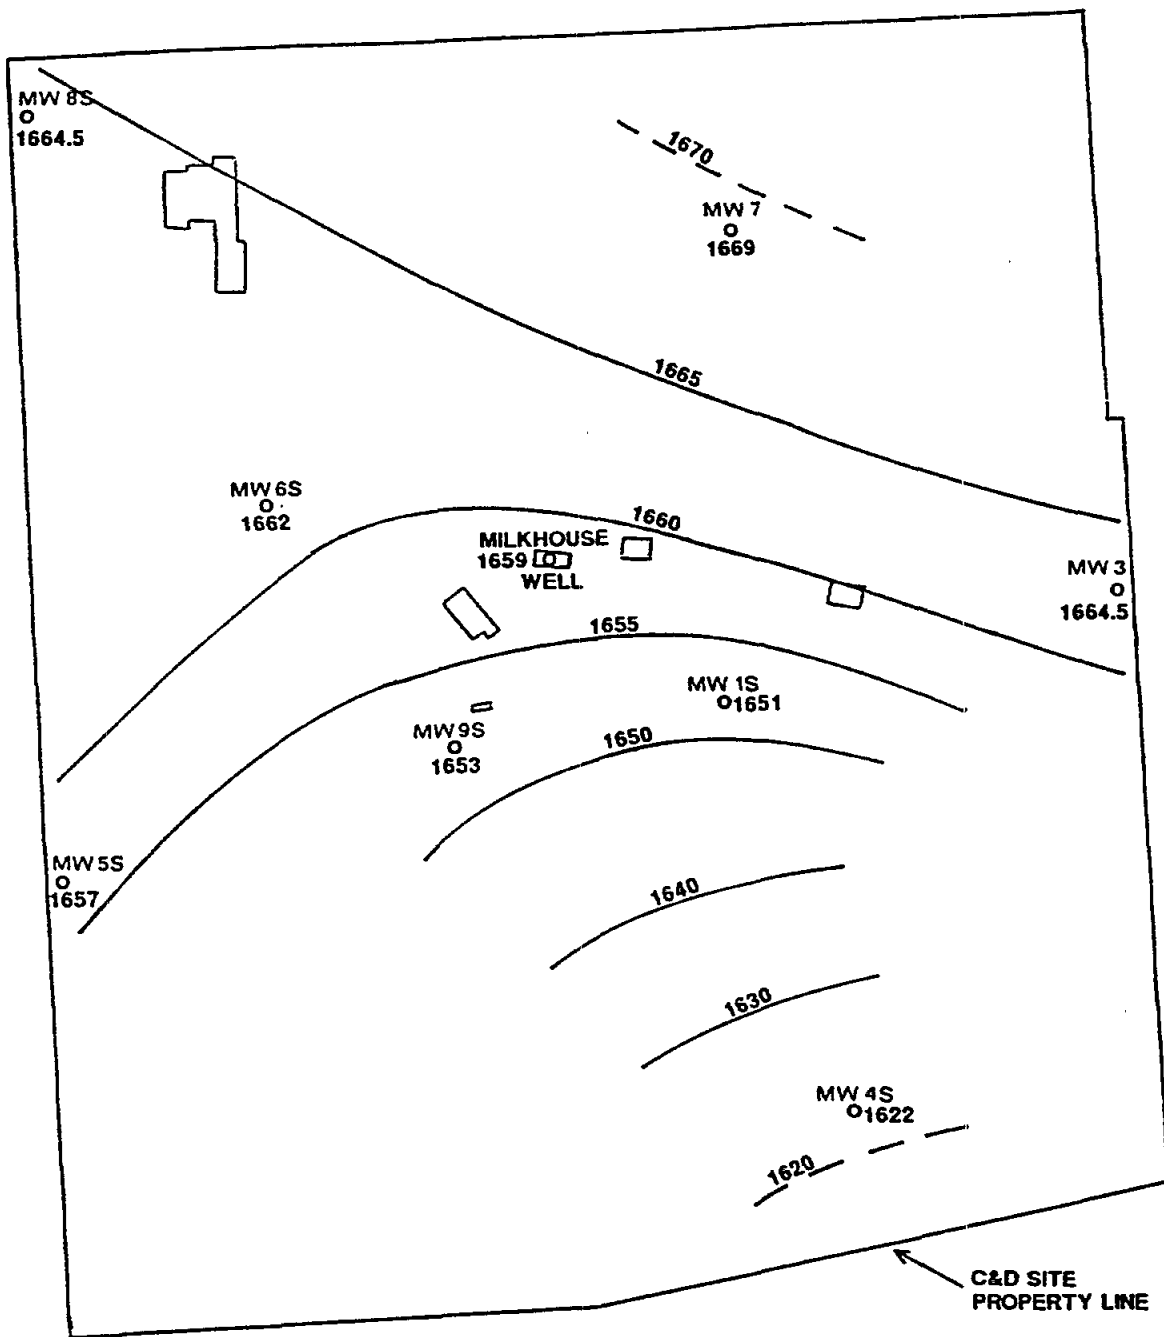 MW 8S
1664.5
1670
MW 7
1669
1665
MW 6S
1662
1660
MILKHOUSE
1659
WELL
MW 3
1664.5
1655
MW 1S
1651
MW 9S
1653
1650
MW 5S
1657
1640
1630
MW 4S
1622
1620
C&D SITE
PROPERTY LINE